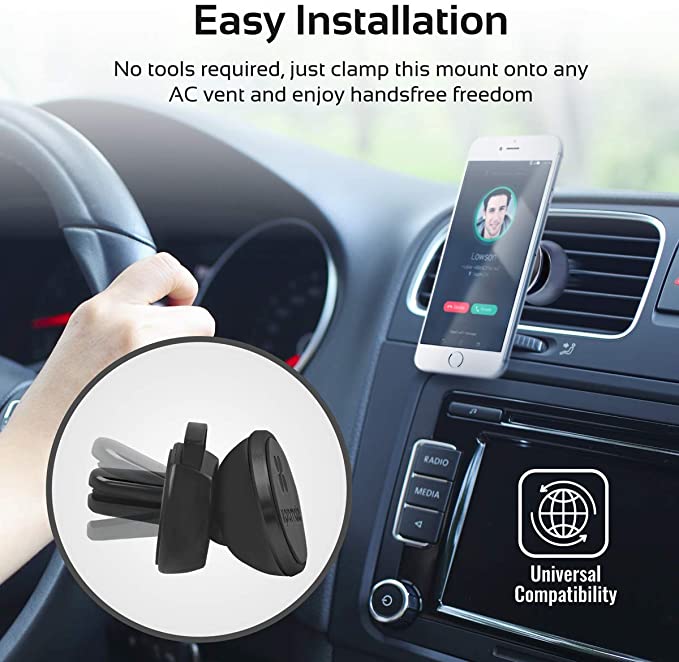 Easy Installation
No tools required, just clamp this mount onto any
AC vent and enjoy handsfree freedom
Lowson
RADIO
MEDIA
Universal
Compatibility